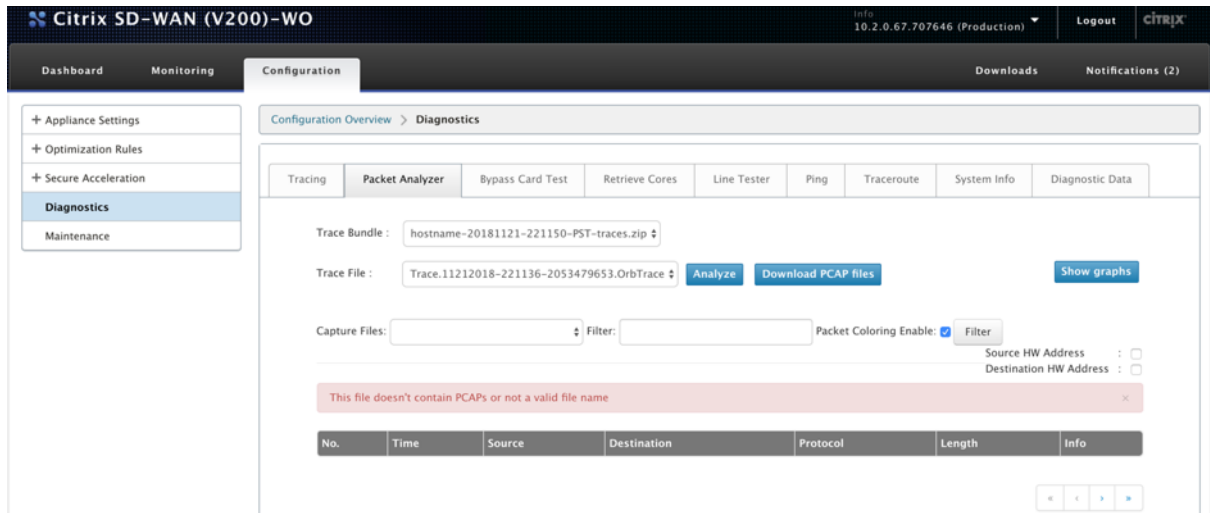 Citrix SD-WAN (V200)-WO
Info
10.2.0.67.707646 (Production)
Logout
CİTRIX
Dashboard Monitoring Configuration Downloads Notifications (2)
+ Appliance Settings
+ Optimization Rules
+ Secure Acceleration
Diagnostics
Maintenance
Configuration Overview > Diagnostics
Tracing Packet Analyzer Bypass Card Test Retrieve Cores Line Tester Ping Traceroute System Info Diagnostic Data
Trace Bundle : hostname-20181121-221150-PST-traces.zip
Trace File : Trace.11212018-221136-2053479653.OrbTrace Analyze Download PCAP files Show graphs
Capture Files: Filter: Packet Coloring Enable: Filter
Source HW Address :
Destination HW Address :
This file doesn't contain PCAPs or not a valid file name ×
No. Time Source Destination Protocol Length Info
« ‹ › »